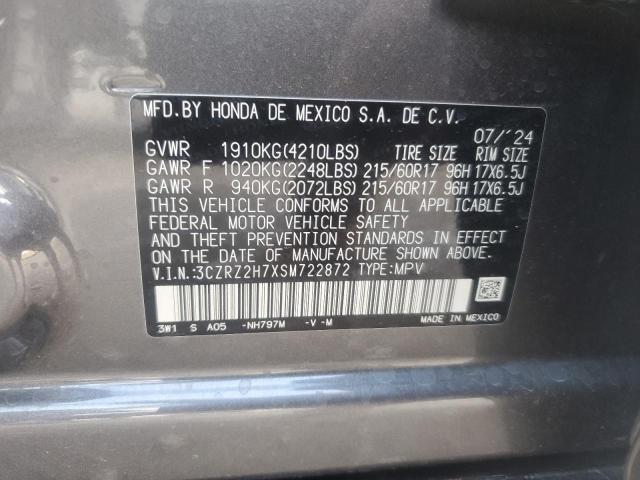 MFD.BY HONDA DE MEXICO S.A. DE C.V.
07/'24
GVWR 1910KG(4210LBS) TIRE SIZE RIM SIZE
GAWR F 1020KG(2248LBS) 215/60R17 96H 17X6.5J
GAWR R 940KG(2072LBS) 215/60R17 96H 17X6.5J
THIS VEHICLE CONFORMS TO ALL APPLICABLE
FEDERAL MOTOR VEHICLE SAFETY
AND THEFT PREVENTION STANDARDS IN EFFECT
ON THE DATE OF MANUFACTURE SHOWN ABOVE.
V.I.N.:3CZRZ2H7XSM722872 TYPE:MPV
3W1 S A05 -NH797M -V -M MADE IN MEXICO